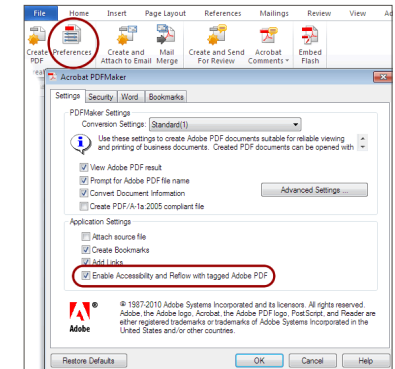 File Home Insert Page Layout References Mailings Review View
Create PDF Preferences Create and Attach to Email Mail Merge Create and Send For Review Acrobat Comments Embed Flash
Acrobat PDFMaker
Settings Security Word Bookmarks
PDFMaker Settings
Conversion Settings: Standard(1)
Use these settings to create Adobe PDF documents suitable for reliable viewing
and printing of business documents. Created PDF documents can be opened with
View Adobe PDF result
Prompt for Adobe PDF file name
Convert Document Information
Advanced Settings ...
Create PDF/A-1a:2005 compliant file
Application Settings
Attach source file
Create Bookmarks
Add Links
Enable Accessibility and Reflow with tagged Adobe PDF
® 1987-2010 Adobe Systems Incorporated and its licensors. All rights reserved.
Adobe, the Adobe logo, Acrobat, the Adobe PDF logo, PostScript, and Reader are
either registered trademarks or trademarks of Adobe Systems Incorporated in the
United States and/or other countries.
Adobe
Restore Defaults OK Cancel Help